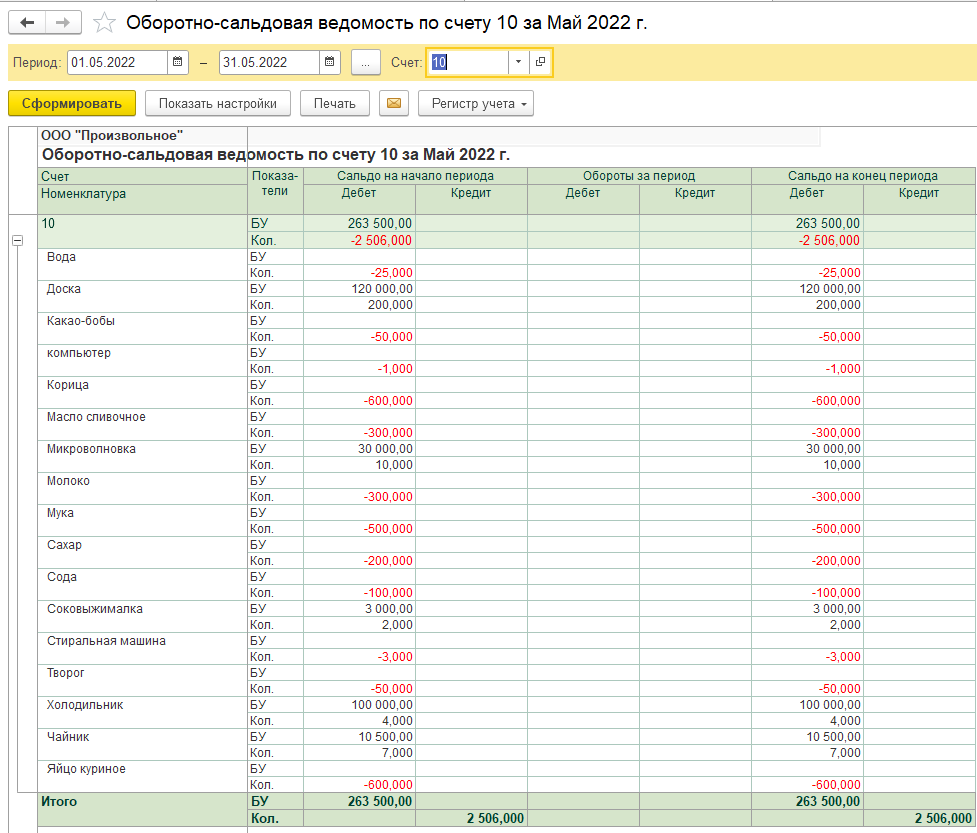 Оборотно-сальдовая ведомость по счету 10 за Май 2022 г.
Период: 01.05.2022 – 31.05.2022 ... Счет: 10
Сформировать Показать настройки Печать Регистр учета
ООО "Произвольное"
Оборотно-сальдовая ведомость по счету 10 за Май 2022 г.
Счет Показа- Сальдо на начало периода Обороты за период Сальдо на конец периода
Номенклатура тели Дебет Кредит Дебет Кредит Дебет Кредит
10 БУ 263 500,00 263 500,00
Кол. -2 506,000 -2 506,000
Вода БУ
Кол. -25,000 -25,000
Доска БУ 120 000,00 120 000,00
Кол. 200,000 200,000
Какао-бобы БУ
Кол. -50,000 -50,000
компьютер БУ
Кол. -1,000 -1,000
Корица БУ
Кол. -600,000 -600,000
Масло сливочное БУ
Кол. -300,000 -300,000
Микроволновка БУ 30 000,00 30 000,00
Кол. 10,000 10,000
Молоко БУ
Кол. -300,000 -300,000
Мука БУ
Кол. -500,000 -500,000
Сахар БУ
Кол. -200,000 -200,000
Сода БУ
Кол. -100,000 -100,000
Соковыжималка БУ 3 000,00 3 000,00
Кол. 2,000 2,000
Стиральная машина БУ
Кол. -3,000 -3,000
Творог БУ
Кол. -50,000 -50,000
Холодильник БУ 100 000,00 100 000,00
Кол. 4,000 4,000
Чайник БУ 10 500,00 10 500,00
Кол. 7,000 7,000
Яйцо куриное БУ
Кол. -600,000 -600,000
Итого БУ 263 500,00 263 500,00
Кол. 2 506,000 2 506,000